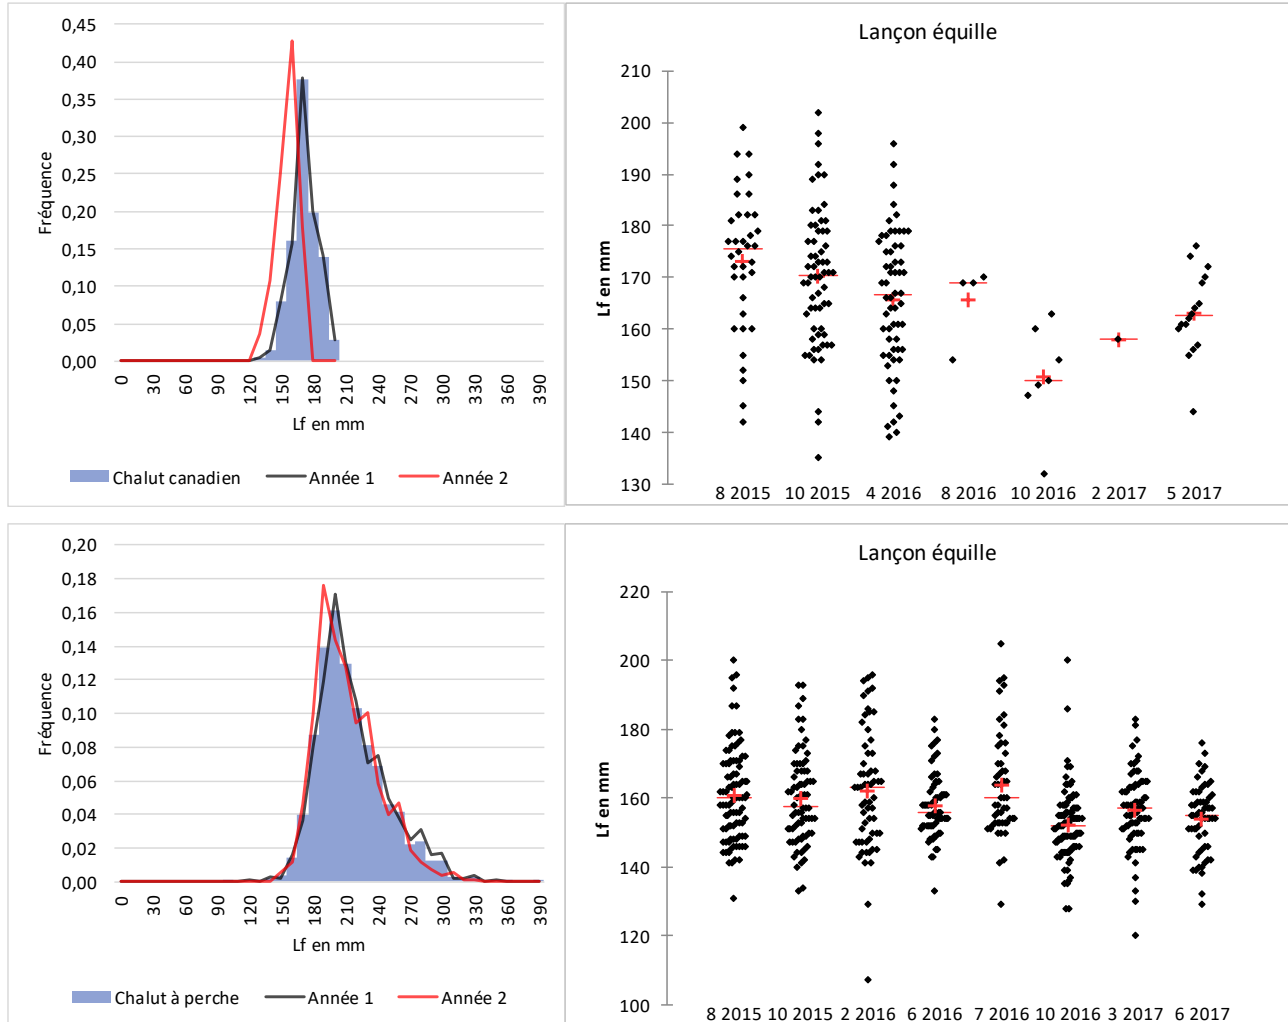 0,45
0,40
0,35
0,30
0,25
0,20
0,15
0,10
0,05
0,00
Fréquence
0 30 60 90 120 150 180 210 240 270 300 330 360 390
Lf en mm
Chalut canadien Année 1 Année 2
Lançon équille
210
200
190
180
170
160
150
140
130
Lf en mm
8 2015 10 2015 4 2016 8 2016 10 2016 2 2017 5 2017
0,20
0,18
0,16
0,14
0,12
0,10
0,08
0,06
0,04
0,02
0,00
Fréquence
0 30 60 90 120 150 180 210 240 270 300 330 360 390
Lf en mm
Chalut à perche Année 1 Année 2
Lançon équille
220
200
180
160
140
120
100
Lf en mm
8 2015 10 2015 2 2016 6 2016 7 2016 10 2016 3 2017 6 2017